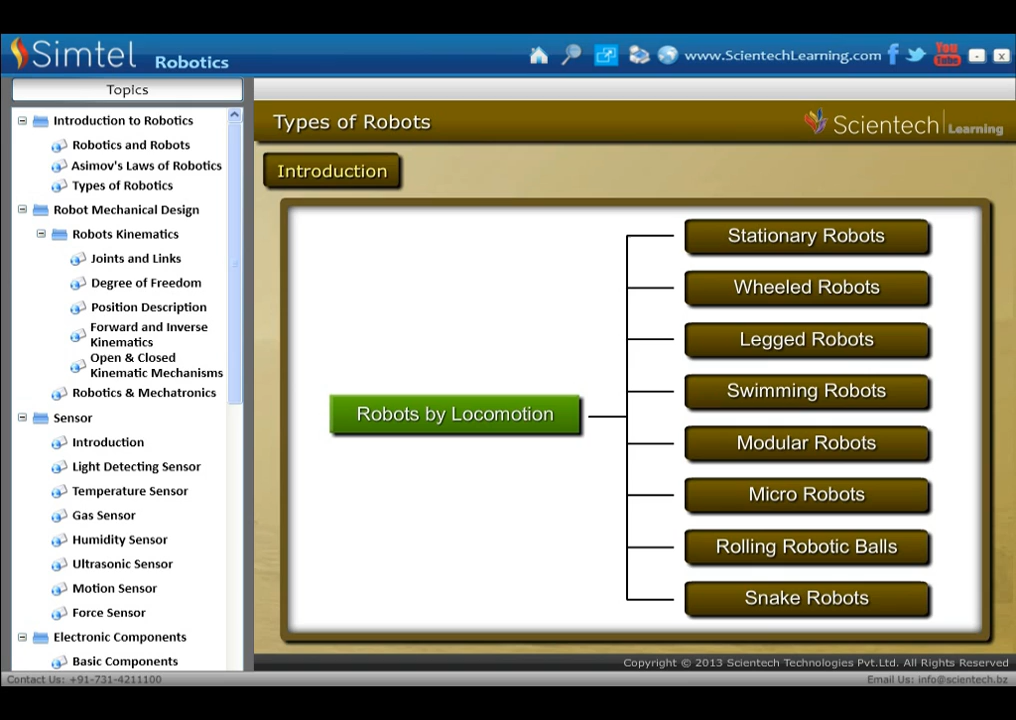 Simtel Robotics
www.ScientechLearning.com
You Tube
Topics
Introduction to Robotics
Robotics and Robots
Asimov's Laws of Robotics
Types of Robotics
Robot Mechanical Design
Robots Kinematics
Joints and Links
Degree of Freedom
Position Description
Forward and Inverse
Kinematics
Open & Closed
Kinematic Mechanisms
Robotics & Mechatronics
Sensor
Introduction
Light Detecting Sensor
Temperature Sensor
Gas Sensor
Humidity Sensor
Ultrasonic Sensor
Motion Sensor
Force Sensor
Electronic Components
Basic Components
Types of Robots
Scientech Learning
Introduction
Robots by Locomotion
Stationary Robots
Wheeled Robots
Legged Robots
Swimming Robots
Modular Robots
Micro Robots
Rolling Robotic Balls
Snake Robots
Copyright © 2013 Scientech Technologies Pvt.Ltd. All Rights Reserved
Contact Us: +91-731-4211100
Email Us: info@scientech.bz